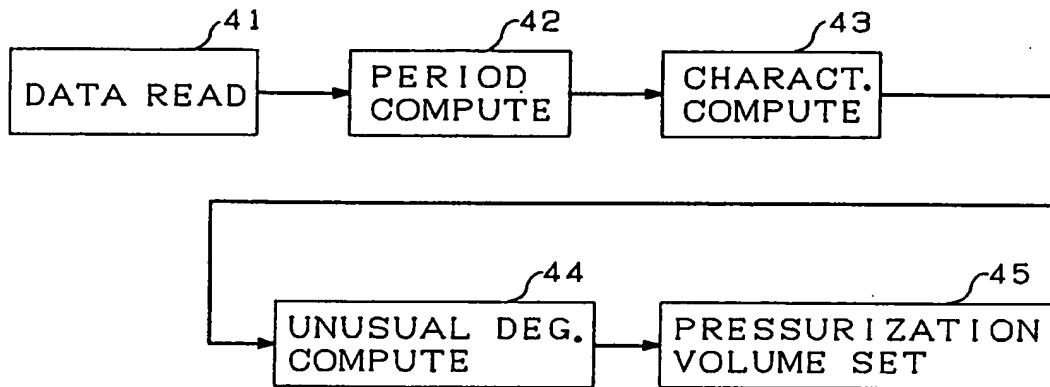 41
DATA READ
42
PERIOD
COMPUTE
43
CHARACT.
COMPUTE
44
UNUSUAL DEG.
COMPUTE
45
PRESSURIZATION
VOLUME SET